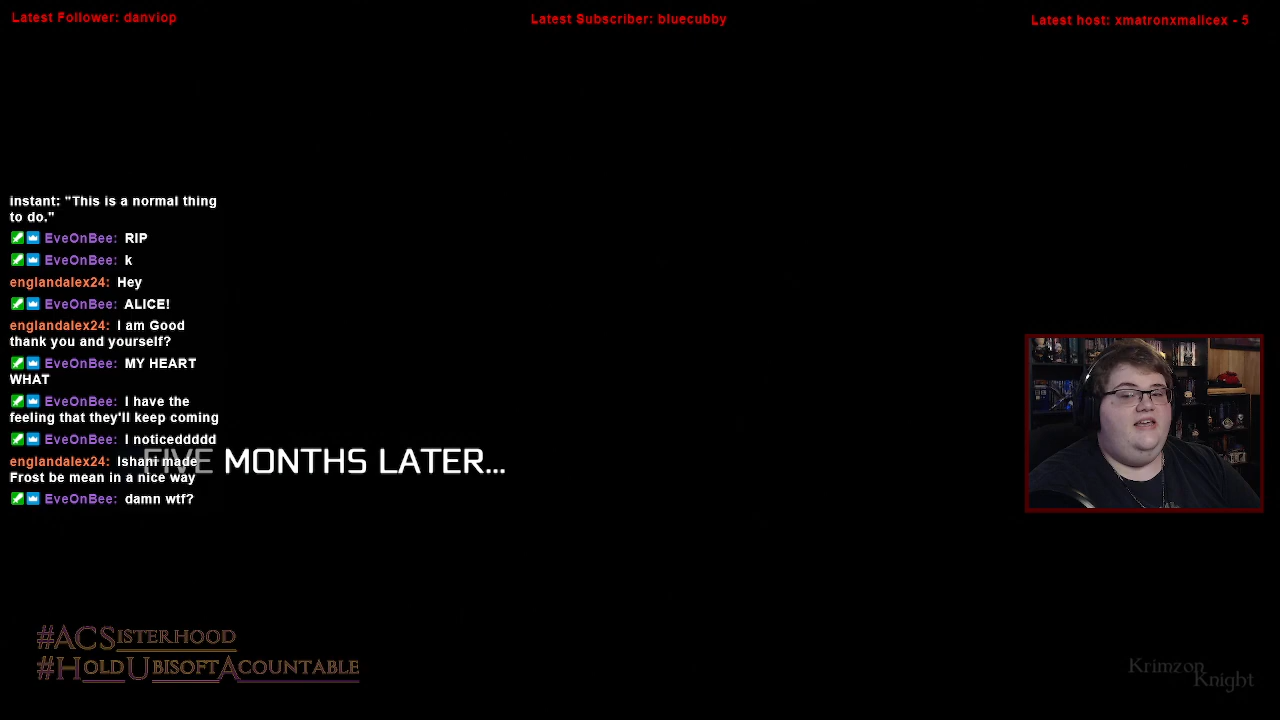 Latest Follower: danviop
Latest Subscriber: bluecubby
Latest host: xmatronxmalicex - 5
instant: "This is a normal thing
to do."
EveOnBee: RIP
EveOnBee: k
englandalex24: Hey
EveOnBee: ALICE!
englandalex24: I am Good
thank you and yourself?
EveOnBee: MY HEART
WHAT
EveOnBee: I have the
feeling that they'll keep coming
EveOnBee: I noticeddddd
englandalex24: Ishani made
Frost be mean in a nice way
EveOnBee: damn wtf?
FIVE MONTHS LATER...
#ACSisterhood
#HoldUbisoftAcountable
Krimzon
Knight